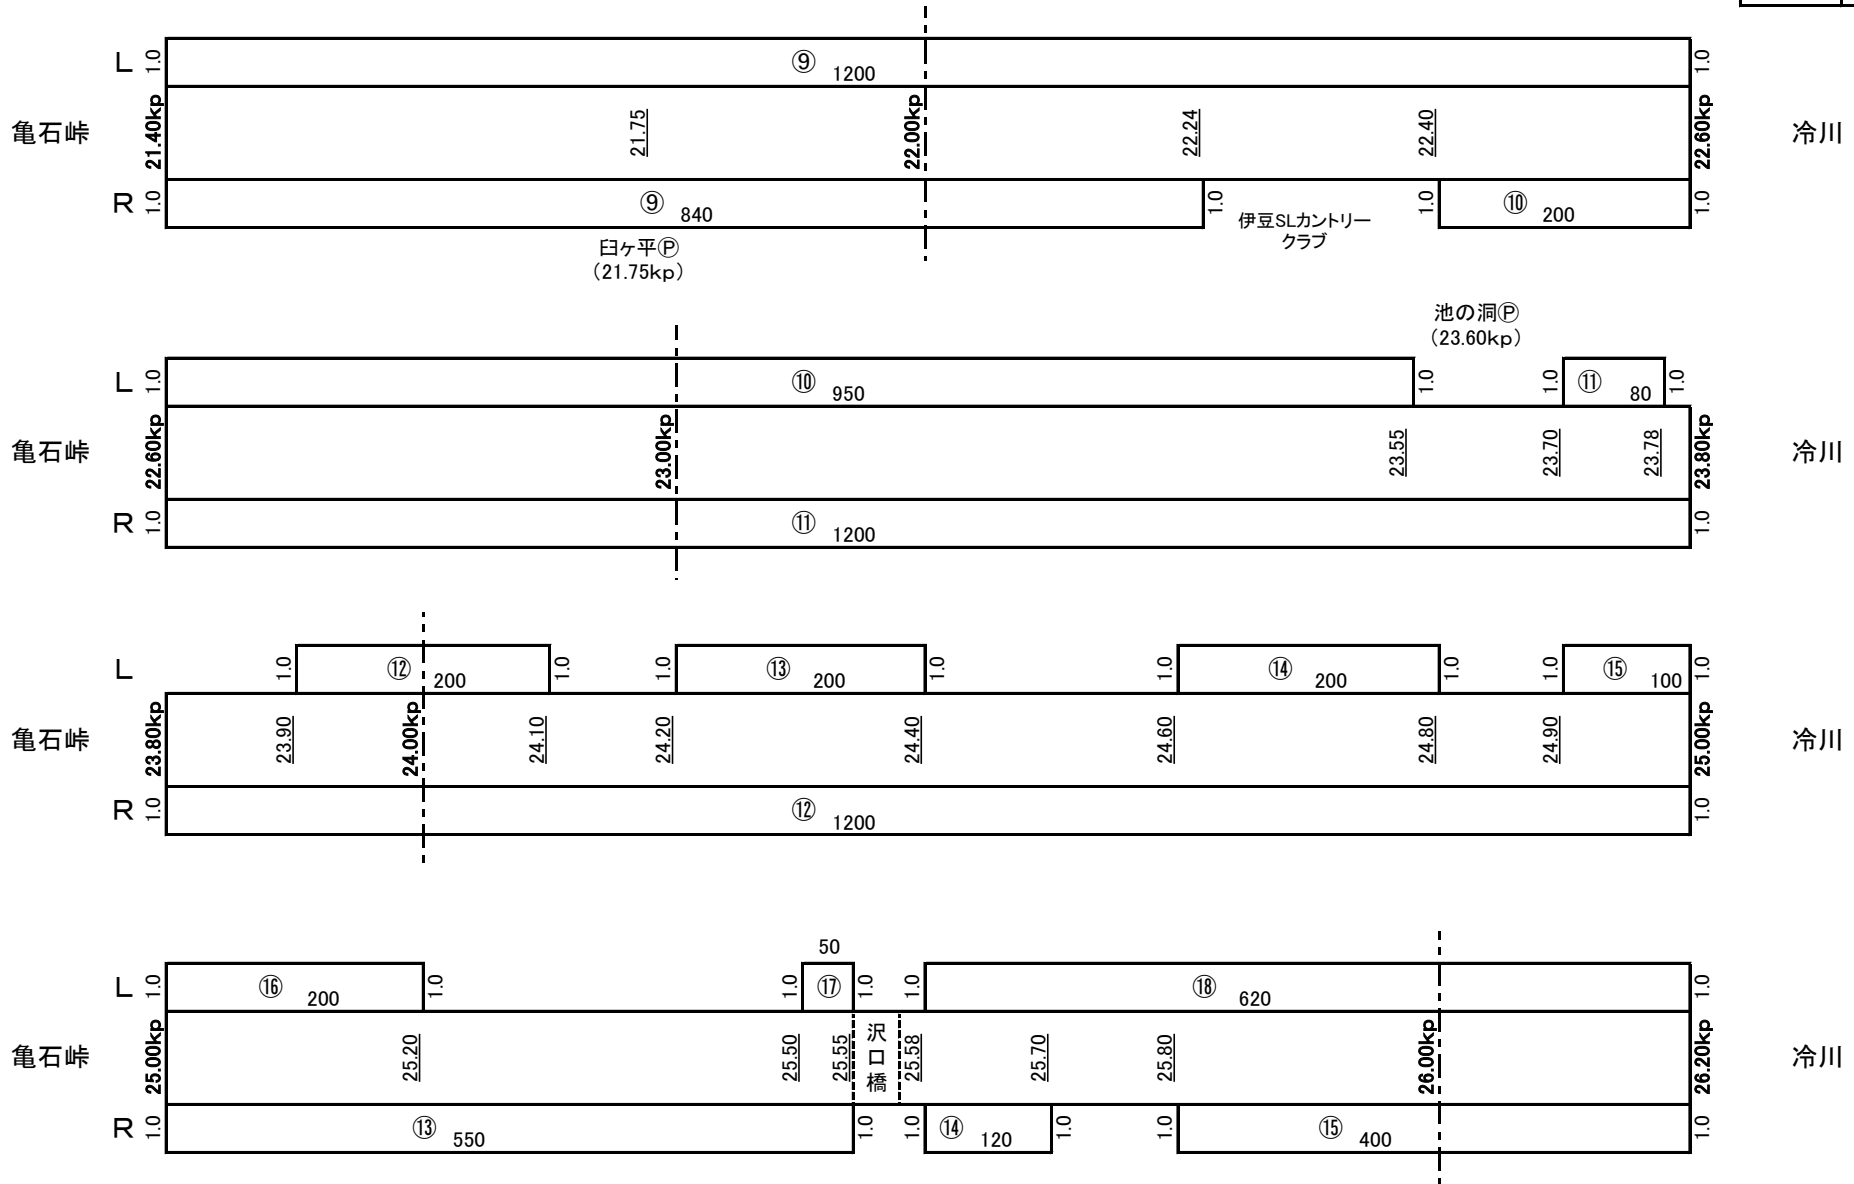 L 1.0 ⑨ 1200 1.0
亀石峠 21.40kp 21.75 22.00kp 22.24 22.40 22.60kp 冷川
R 1.0 ⑨ 840 1.0 伊豆SLカントリー 1.0 ⑩ 200 1.0
クラブ
臼ヶ平Ⓟ
（21.75kp）
池の洞Ⓟ
（23.60kp）
L 1.0 ⑩ 950 1.0 1.0 ⑪ 80 1.0
亀石峠 22.60kp 23.00kp 23.55 23.70 23.78 23.80kp 冷川
R 1.0 ⑪ 1200 1.0
L 1.0 ⑫ 200 1.0 1.0 ⑬ 200 1.0 1.0 ⑭ 200 1.0 1.0 ⑮ 100 1.0
亀石峠 23.80kp 23.90 24.00kp 24.10 24.20 24.40 24.60 24.80 24.90 25.00kp 冷川
R 1.0 ⑫ 1200 1.0
50
L 1.0 ⑯ 200 1.0 1.0 ⑰ 1.0 1.0 ⑱ 620 1.0
亀石峠 25.00kp 25.20 25.50 25.55 沢口橋 25.58 25.70 25.80 26.00kp 26.20kp 冷川
R 1.0 ⑬ 550 1.0 1.0 ⑭ 120 1.0 1.0 ⑮ 400 1.0